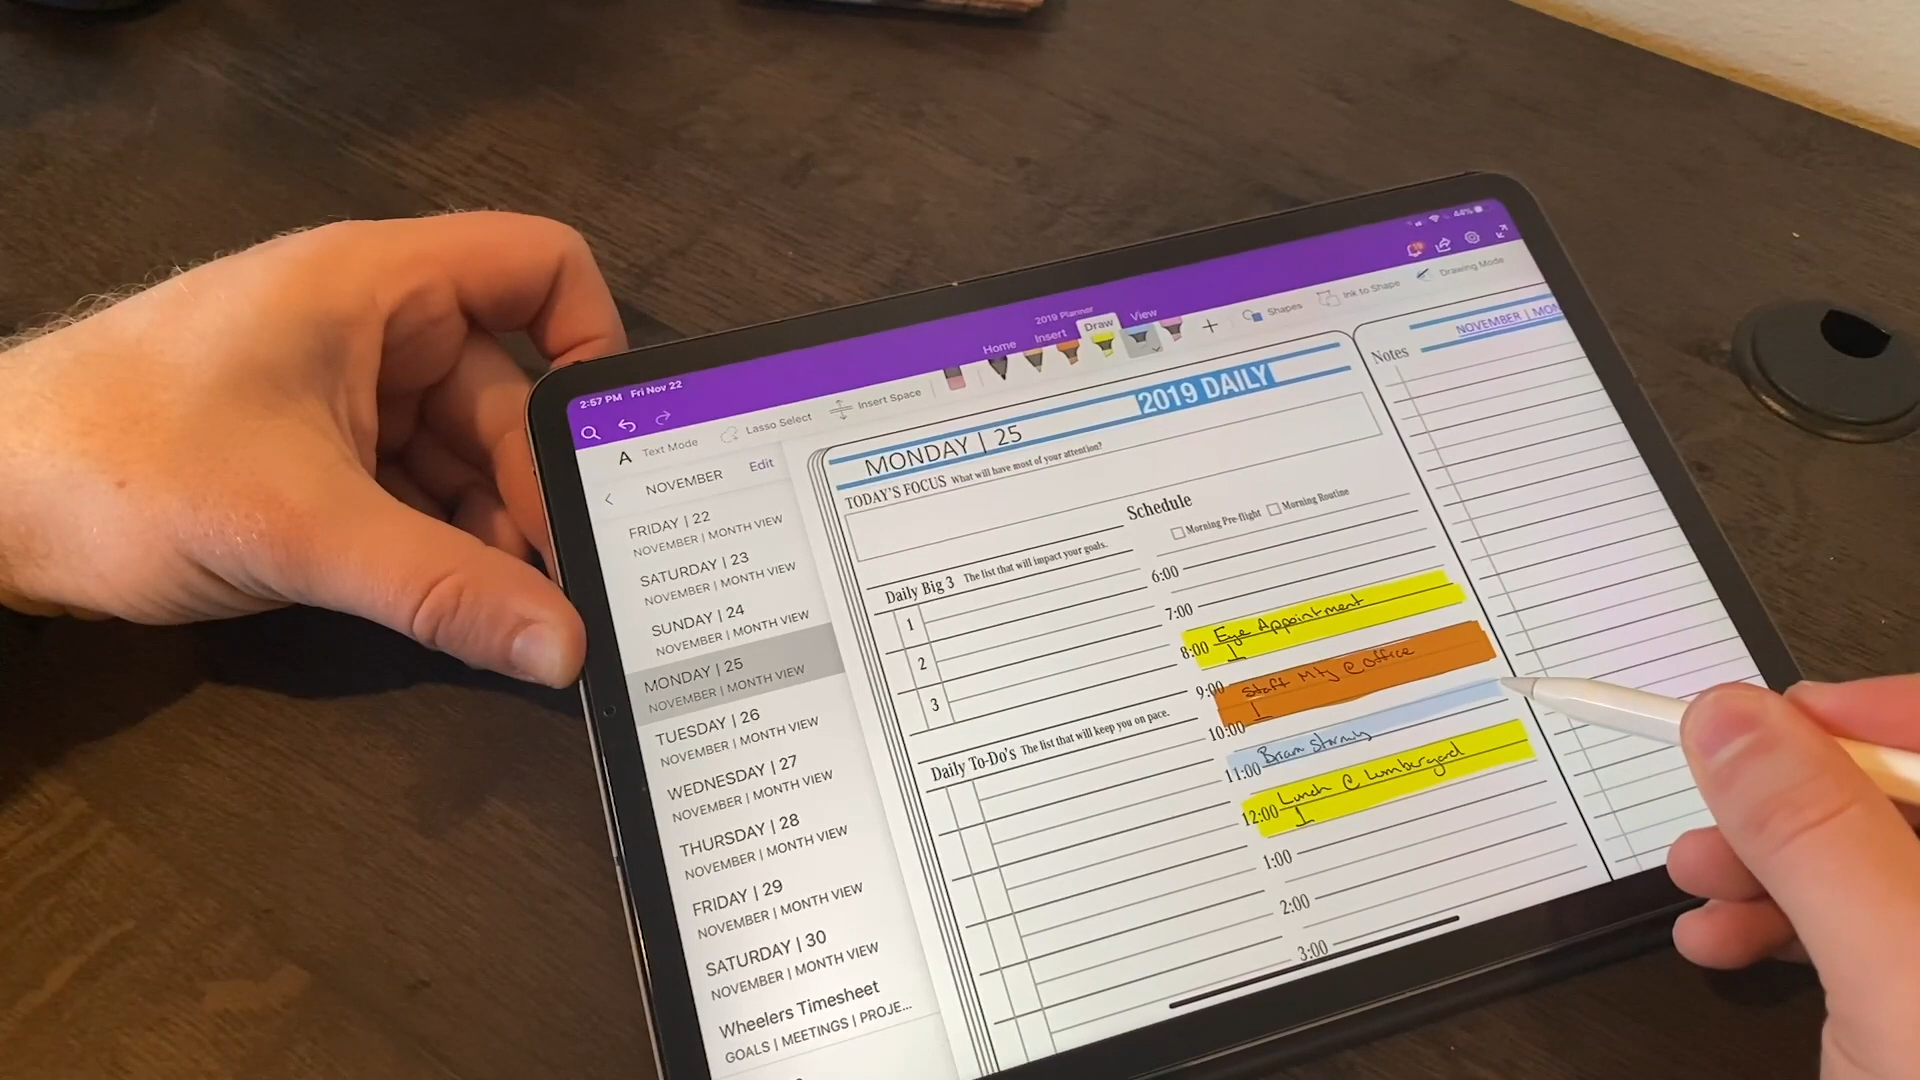 2:57 PM Fri Nov 22
44%
2019 Planner
Home Insert Draw View
A Text Mode Lasso Select Insert Space + Shapes Ink to Shape Drawing Mode
NOVEMBER Edit
FRIDAY | 22
NOVEMBER | MONTH VIEW
SATURDAY | 23
NOVEMBER | MONTH VIEW
SUNDAY | 24
NOVEMBER | MONTH VIEW
MONDAY | 25
NOVEMBER | MONTH VIEW
TUESDAY | 26
NOVEMBER | MONTH VIEW
WEDNESDAY | 27
NOVEMBER | MONTH VIEW
THURSDAY | 28
NOVEMBER | MONTH VIEW
FRIDAY | 29
NOVEMBER | MONTH VIEW
SATURDAY | 30
NOVEMBER | MONTH VIEW
Wheelers Timesheet
GOALS | MEETINGS | PROJE...
2019 DAILY
MONDAY | 25
TODAY'S FOCUS What will have most of your attention?
Daily Big 3 The list that will impact your goals.
1
2
3
Daily To-Do's The list that will keep you on pace.
Schedule
Morning Pre-flight Morning Routine
6:00
7:00
8:00 Eye Appointment
9:00 Staff Mtg @ office
10:00
11:00 Brain Storming
12:00 Lunch @ Lumberyard
1:00
2:00
3:00
NOVEMBER | MON
Notes